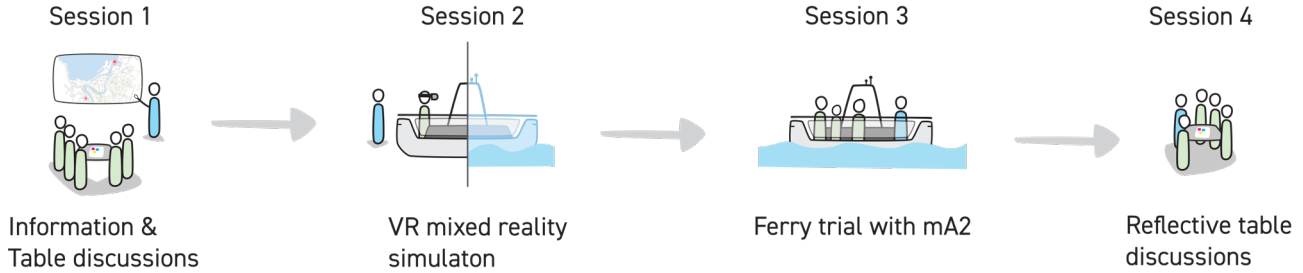 Session 1
Session 2
Session 3
Session 4
Information &
Table discussions
VR mixed reality
simulaton
Ferry trial with mA2
Reflective table
discussions